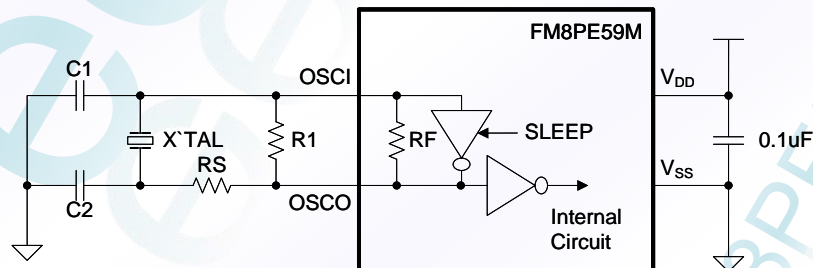 FM8PE59M
C1
OSCI
VDD
X`TAL
R1
RF
SLEEP
0.1uF
RS
C2
OSCO
VSS
Internal
Circuit